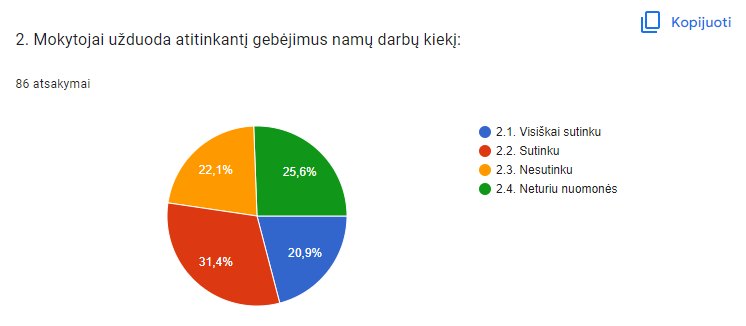 Kopijuoti
2. Mokytojai užduoda atitinkantį gebėjimus namų darbų kiekį:
86 atsakymai
22,1%
25,6%
31,4%
20,9%
2.1. Visiškai sutinku
2.2. Sutinku
2.3. Nesutinku
2.4. Neturiu nuomonės